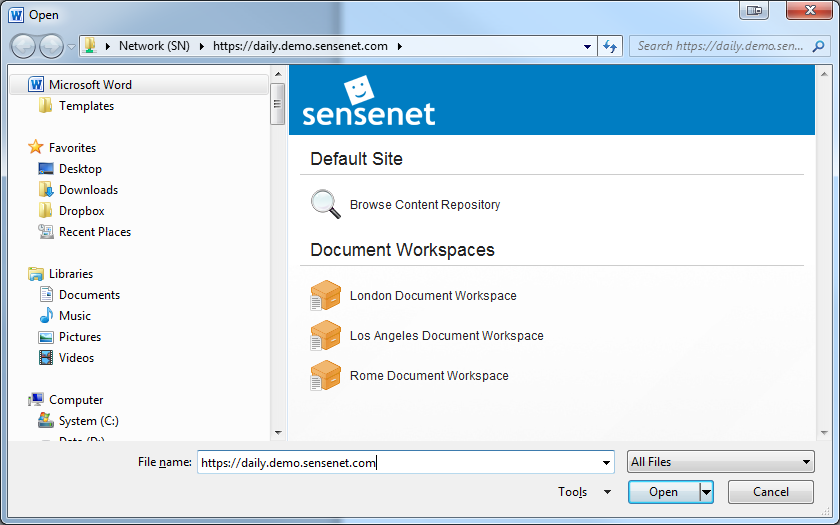 Open
Network (SN) https://daily.demo.sensenet.com
Search https://daily.demo.sen...
Microsoft Word
Templates
Favorites
Desktop
Downloads
Dropbox
Recent Places
Libraries
Documents
Music
Pictures
Videos
Computer
System (C:)
Data (D:)
sensenet
Default Site
Browse Content Repository
Document Workspaces
London Document Workspace
Los Angeles Document Workspace
Rome Document Workspace
File name: https://daily.demo.sensenet.com
All Files
Tools Open Cancel